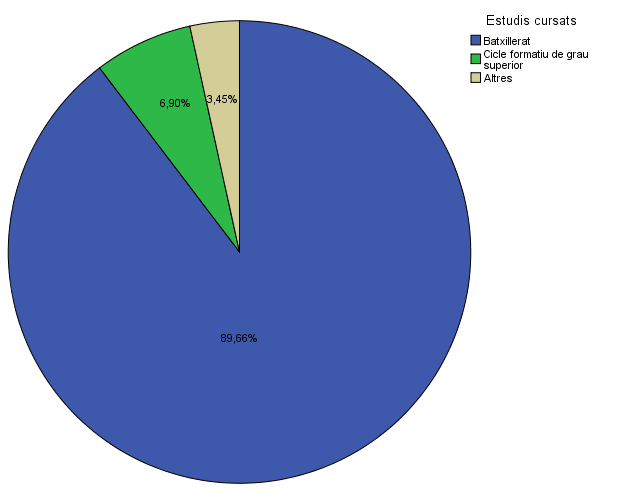 Estudis cursats
Batxillerat
Cicle formatiu de grau
superior
Altres
6,90%
3,45%
89,66%